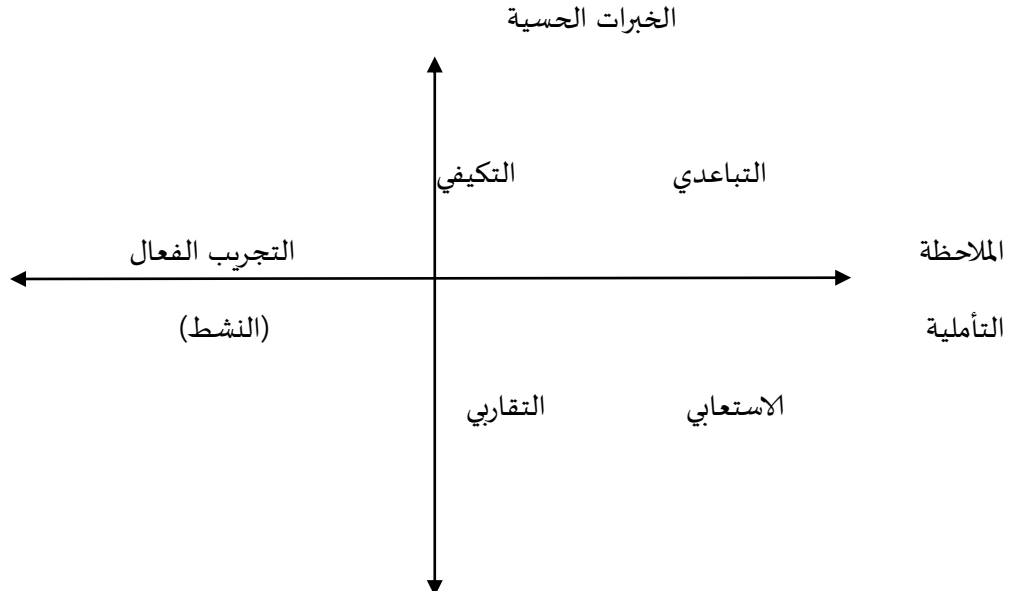 الخبرات الحسية
التباعدي التكيفي
الملاحظة التجريب الفعال
التأملية (النشط)
الاستعابي التقاربي